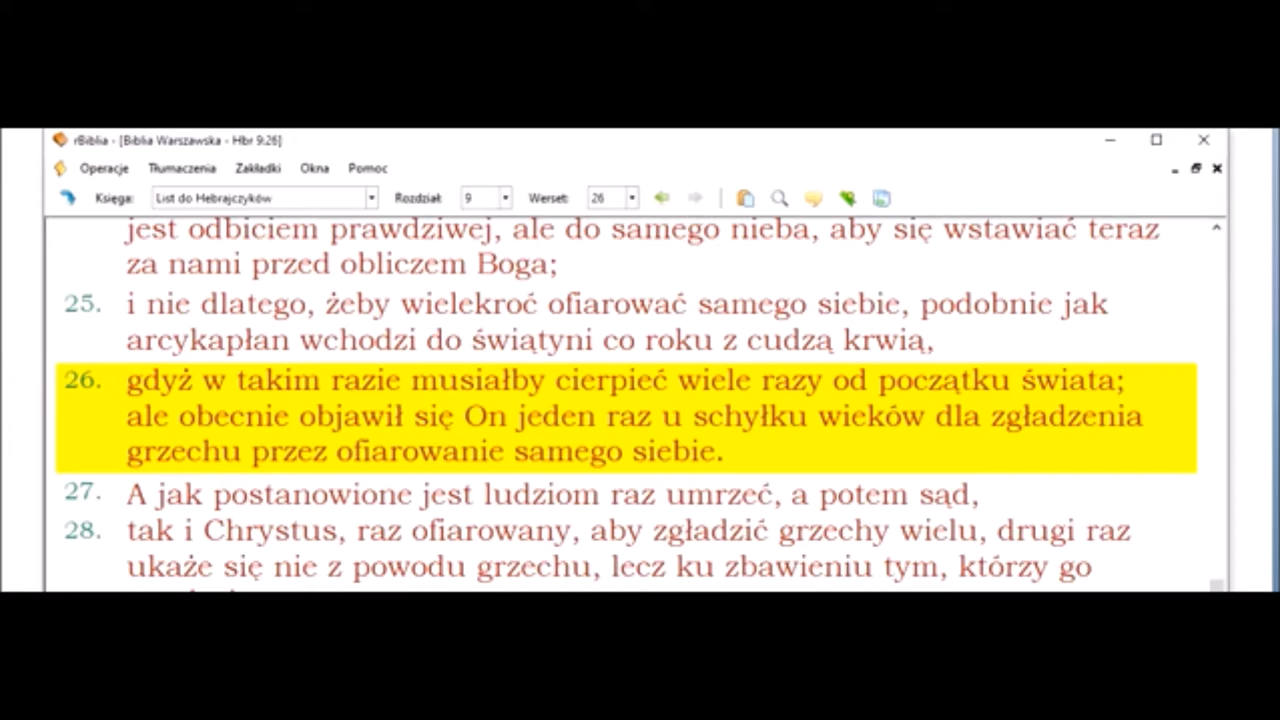 rBiblia - [Biblia Warszawska - Hbr 9:26]
Operacje Tłumaczenia Zakładki Okna Pomoc
Księga: List do Hebrajczyków Rozdział 9 Werset: 26
jest odbiciem prawdziwej, ale do samego nieba, aby się wstawiać teraz
za nami przed obliczem Boga;
25. i nie dlatego, żeby wielekroć ofiarować samego siebie, podobnie jak
arcykapłan wchodzi do świątyni co roku z cudzą krwią,
26. gdyż w takim razie musiałby cierpieć wiele razy od początku świata;
ale obecnie objawił się On jeden raz u schyłku wieków dla zgładzenia
grzechu przez ofiarowanie samego siebie.
27. A jak postanowione jest ludziom raz umrzeć, a potem sąd,
28. tak i Chrystus, raz ofiarowany, aby zgładzić grzechy wielu, drugi raz
ukaże się nie z powodu grzechu, lecz ku zbawieniu tym, którzy go